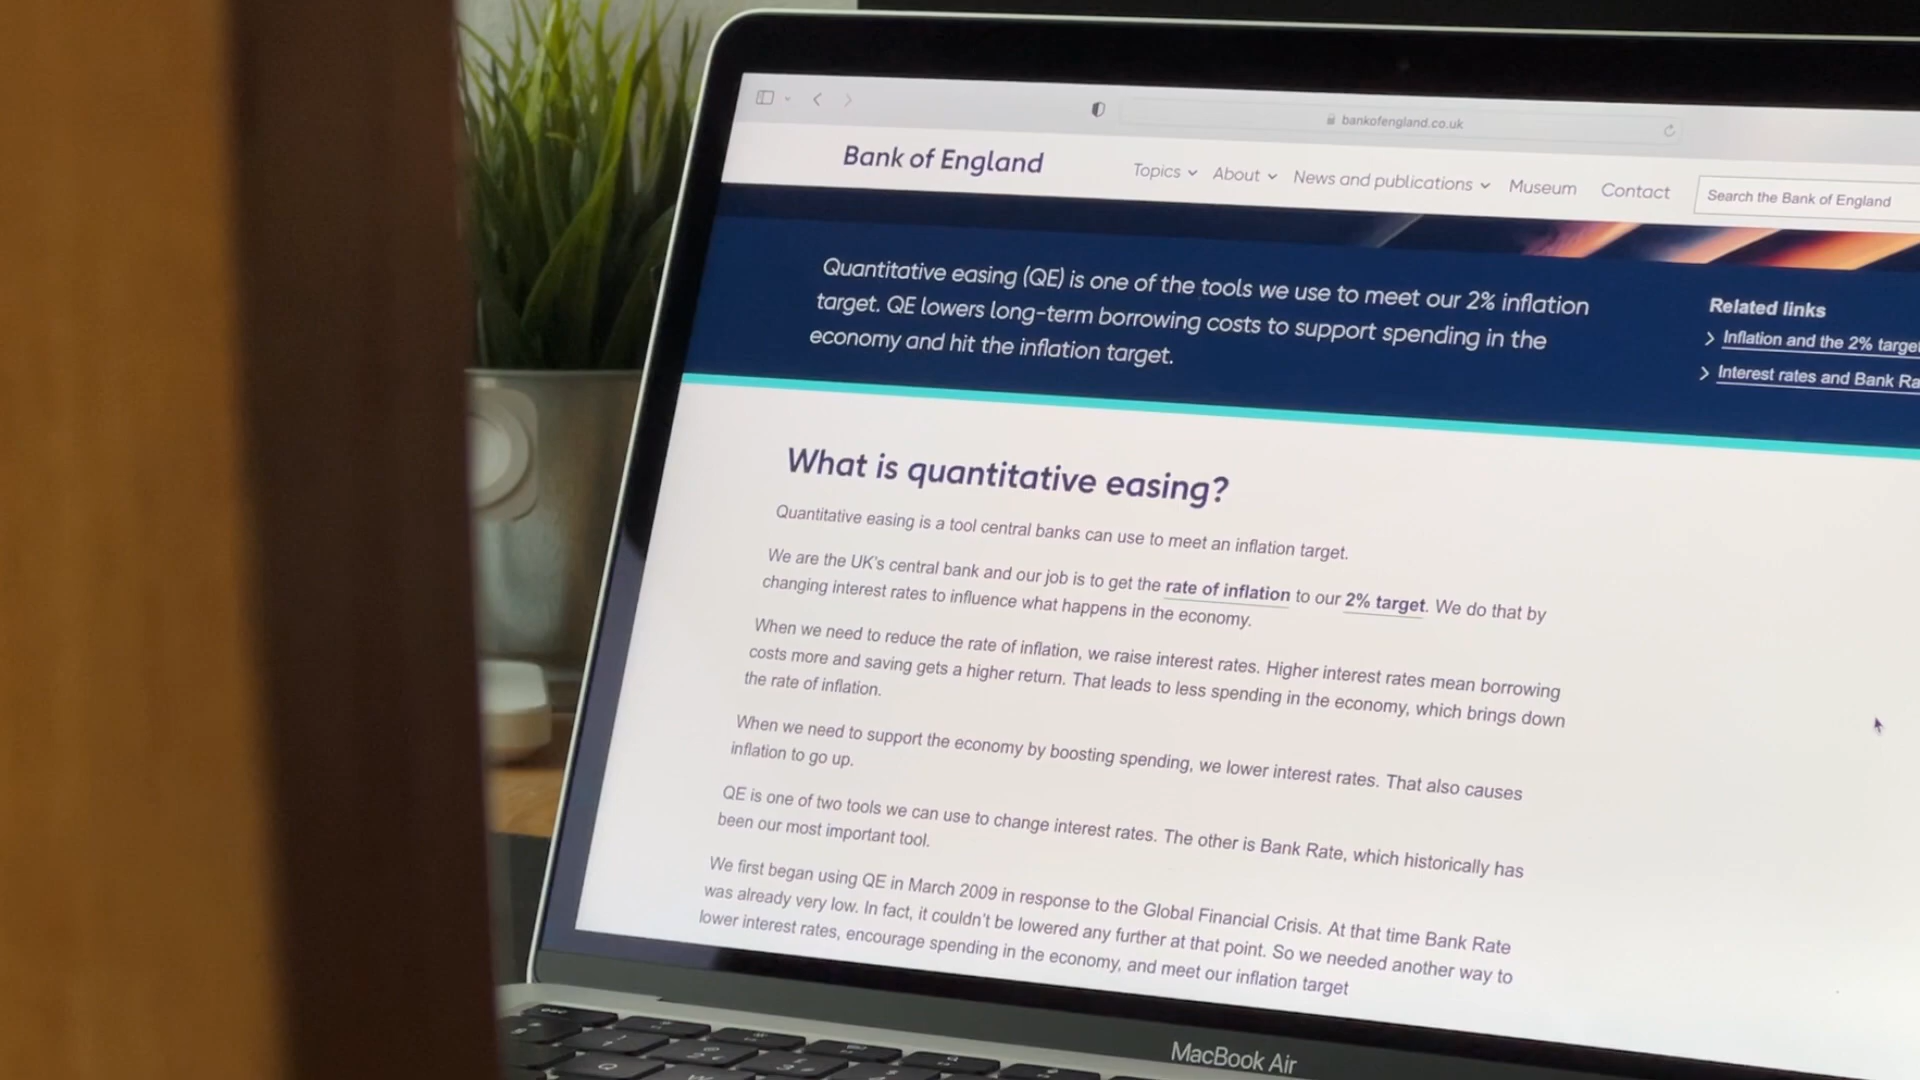 bankofengland.co.uk
Bank of England
Topics About News and publications Museum Contact
Search the Bank of England
Quantitative easing (QE) is one of the tools we use to meet our 2% inflation
target. QE lowers long-term borrowing costs to support spending in the
economy and hit the inflation target.
Related links
Inflation and the 2% target
Interest rates and Bank Ra
What is quantitative easing?
Quantitative easing is a tool central banks can use to meet an inflation target.
We are the UK's central bank and our job is to get the rate of inflation to our 2% target. We do that by
changing interest rates to influence what happens in the economy.
When we need to reduce the rate of inflation, we raise interest rates. Higher interest rates mean borrowing
costs more and saving gets a higher return. That leads to less spending in the economy, which brings down
the rate of inflation.
When we need to support the economy by boosting spending, we lower interest rates. That also causes
inflation to go up.
QE is one of two tools we can use to change interest rates. The other is Bank Rate, which historically has
been our most important tool.
We first began using QE in March 2009 in response to the Global Financial Crisis. At that time Bank Rate
was already very low. In fact, it couldn't be lowered any further at that point. So we needed another way to
lower interest rates, encourage spending in the economy, and meet our inflation target
MacBook Air